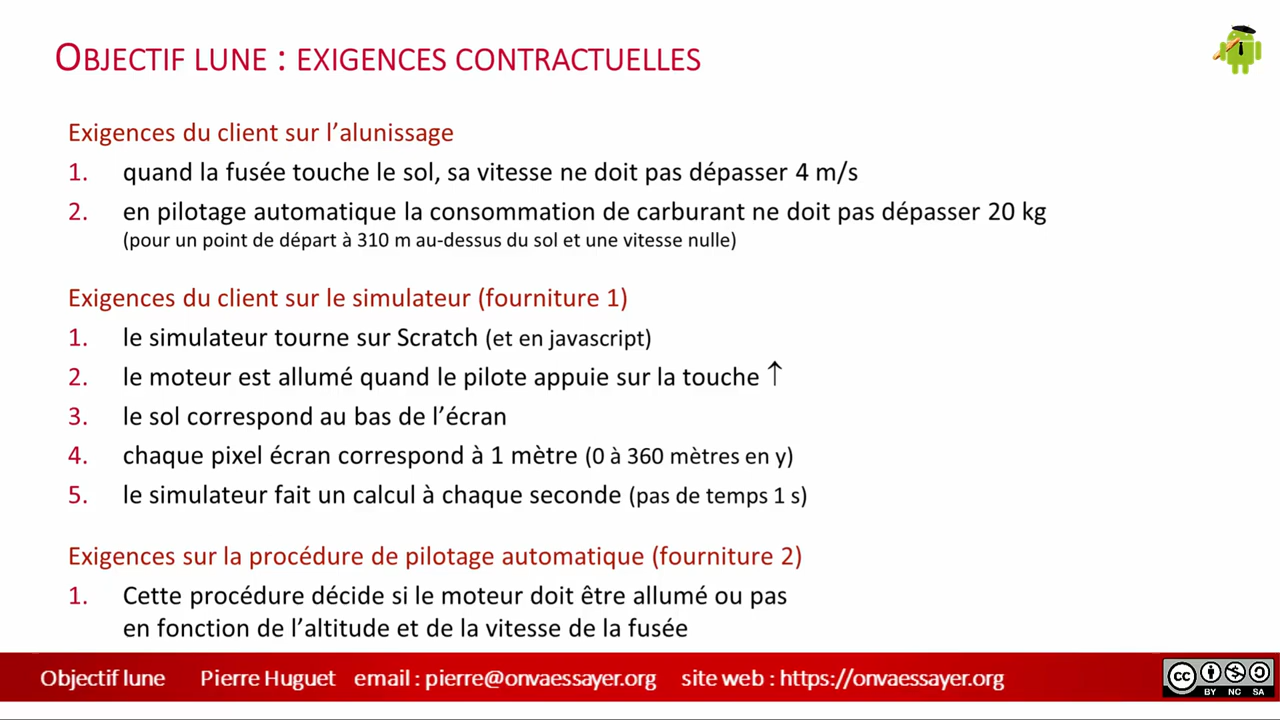 OBJECTIF LUNE : EXIGENCES CONTRACTUELLES
Exigences du client sur l’alunissage
1. quand la fusée touche le sol, sa vitesse ne doit pas dépasser 4 m/s
2. en pilotage automatique la consommation de carburant ne doit pas dépasser 20 kg
(pour un point de départ à 310 m au-dessus du sol et une vitesse nulle)
Exigences du client sur le simulateur (fourniture 1)
1. le simulateur tourne sur Scratch (et en javascript)
2. le moteur est allumé quand le pilote appuie sur la touche ↑
3. le sol correspond au bas de l’écran
4. chaque pixel écran correspond à 1 mètre (0 à 360 mètres en y)
5. le simulateur fait un calcul à chaque seconde (pas de temps 1 s)
Exigences sur la procédure de pilotage automatique (fourniture 2)
1. Cette procédure décide si le moteur doit être allumé ou pas
en fonction de l’altitude et de la vitesse de la fusée
Objectif lune Pierre Huguet email : pierre@onvaessayer.org site web : https://onvaessayer.org
cc BY NC SA